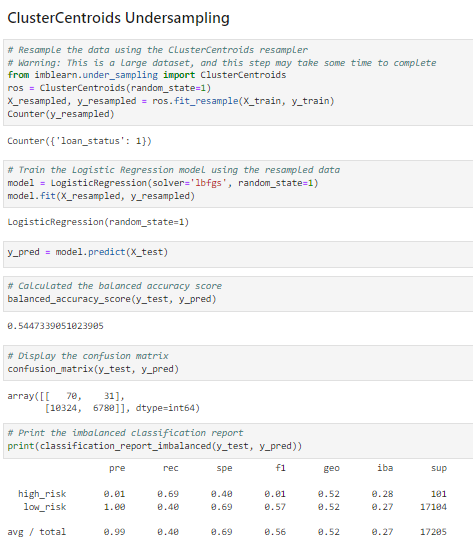 ClusterCentroids Undersampling
# Resample the data using the ClusterCentroids resampler
# Warning: This is a large dataset, and this step may take some time to complete
from imblearn.under_sampling import ClusterCentroids
ros = ClusterCentroids(random_state=1)
X_resampled, y_resampled = ros.fit_resample(X_train, y_train)
Counter(y_resampled)
Counter({'loan_status': 1})
# Train the Logistic Regression model using the resampled data
model = LogisticRegression(solver='lbfgs', random_state=1)
model.fit(X_resampled, y_resampled)
LogisticRegression(random_state=1)
y_pred = model.predict(X_test)
# Calculated the balanced accuracy score
balanced_accuracy_score(y_test, y_pred)
0.5447339051023905
# Display the confusion matrix
confusion_matrix(y_test, y_pred)
array([[   70,    31],
       [10324,  6780]], dtype=int64)
# Print the imbalanced classification report
print(classification_report_imbalanced(y_test, y_pred))
pre rec spe f1 geo iba sup
high_risk 0.01 0.69 0.40 0.01 0.52 0.28 101
low_risk 1.00 0.40 0.69 0.57 0.52 0.27 17104
avg / total 0.99 0.40 0.69 0.56 0.52 0.27 17205